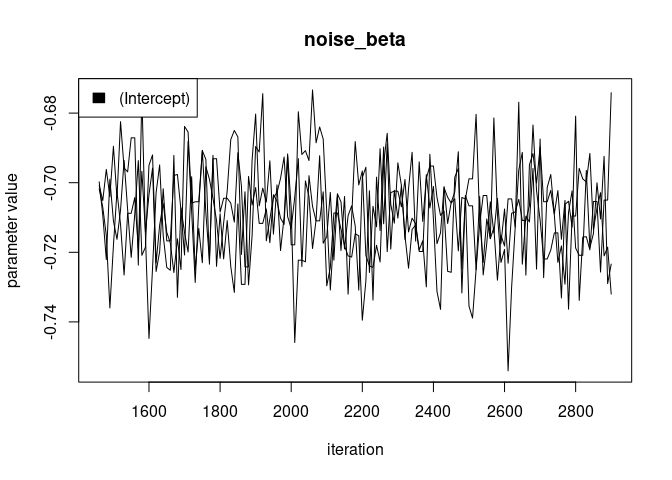 noise_beta
(Intercept)
parameter value
-0.68
-0.70
-0.72
-0.74
1600 1800 2000 2200 2400 2600 2800
iteration